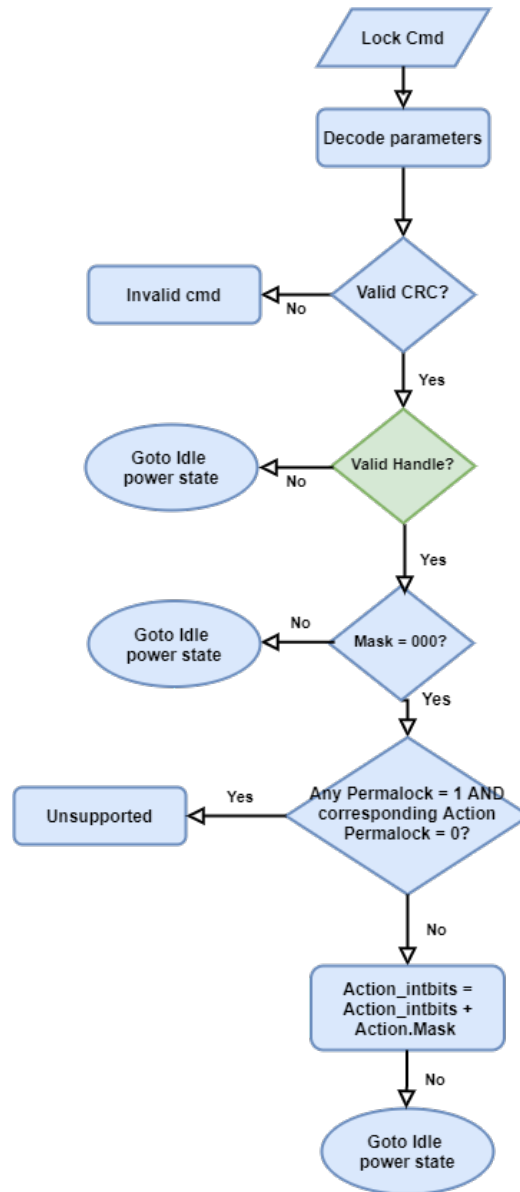 Lock Cmd
Decode parameters
Valid CRC?
Invalid cmd
No
Yes
Valid Handle?
Goto Idle
power state
No
Yes
Mask = 000?
Goto Idle
power state
No
Yes
Any Permalock = 1 AND
corresponding Action
Permalock = 0?
Unsupported
Yes
No
Action_intbits =
Action_intbits +
Action.Mask
No
Goto Idle
power state